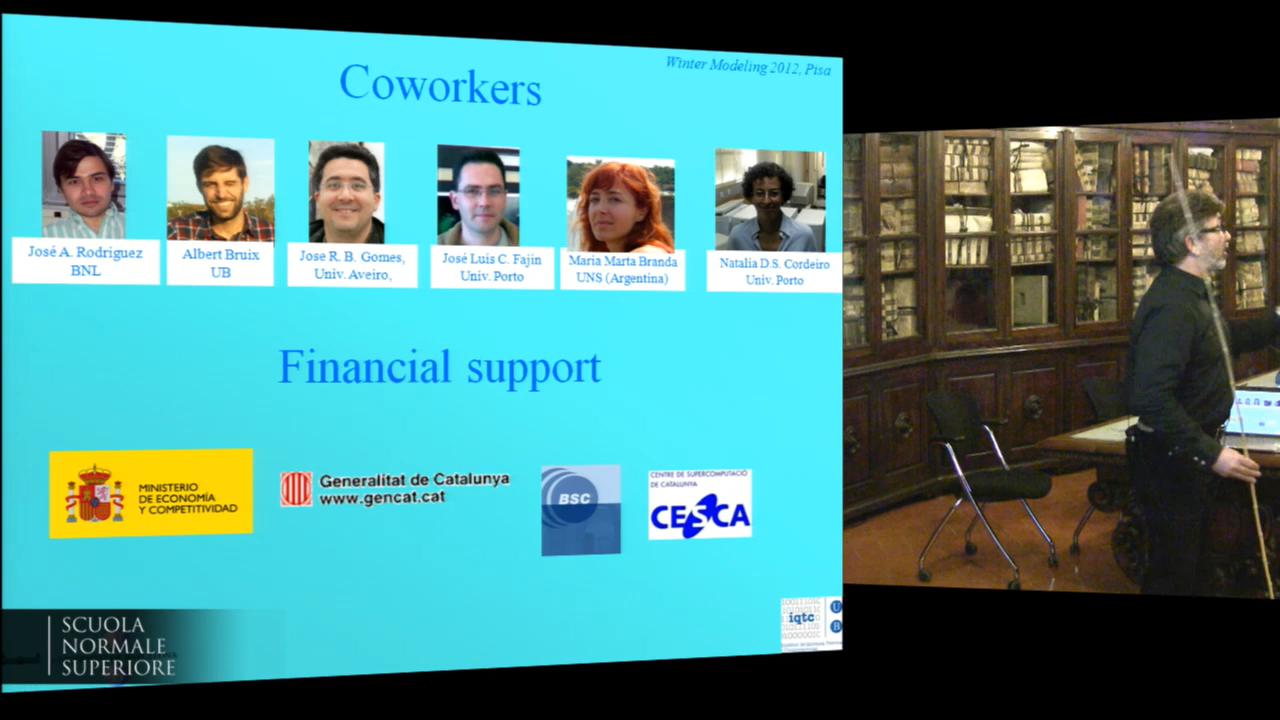 Winter Modeling 2012, Pisa
Coworkers
José A. Rodriguez
BNL
Albert Bruix
UB
Jose R. B. Gomes,
Univ. Aveiro,
José Luis C. Fajin
Univ. Porto
Maria Marta Branda
UNS (Argentina)
Natalia D.S. Cordeiro
Univ. Porto
Financial support
MINISTERIO
DE ECONOMÍA
Y COMPETITIVIDAD
Generalitat de Catalunya
www.gencat.cat
BSC
CENTRE DE SUPERCOMPUTACIÓ
DE CATALUNYA
CESCA
iqtc
U
B
SCUOLA
NORMALE
SUPERIORE